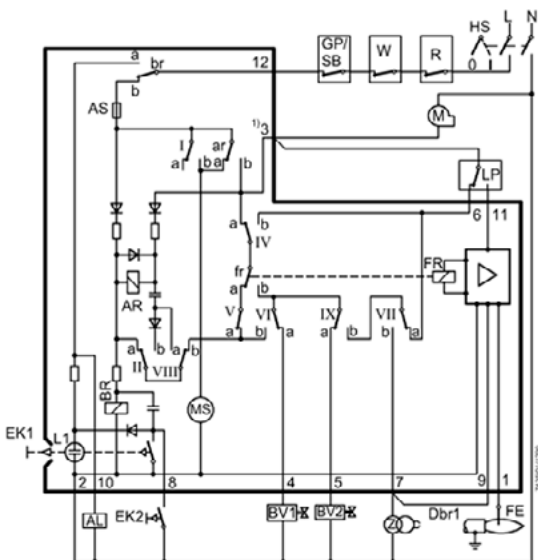 L N
HS
0 1
GP/
SB
W
R
a br
b
12
AS
1) 3
M
I
a
ar
b a b
LP
6 11
a b
IV
fr
a b
FR
AR
V
a b
VI
a
IX
a b
VII
b a
b a b
a
II
VIII
BR
MS
EK1
L1
2 10 8 4 5 7 9 1
AL
EK2
BV1
BV2
Z
Dbr1
FE